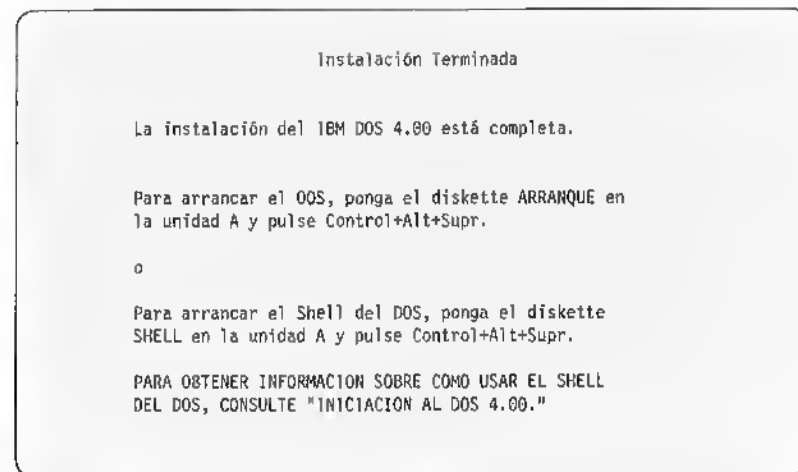 Instalación Terminada
La instalación del IBM DOS 4.00 está completa.
Para arrancar el DOS, ponga el diskette ARRANQUE en
la unidad A y pulse Control+Alt+Supr.
o
Para arrancar el Shell del DOS, ponga el diskette
SHELL en la unidad A y pulse Control+Alt+Supr.
PARA OBTENER INFORMACION SOBRE COMO USAR EL SHELL
DEL DOS, CONSULTE "INICIACION AL DOS 4.00."